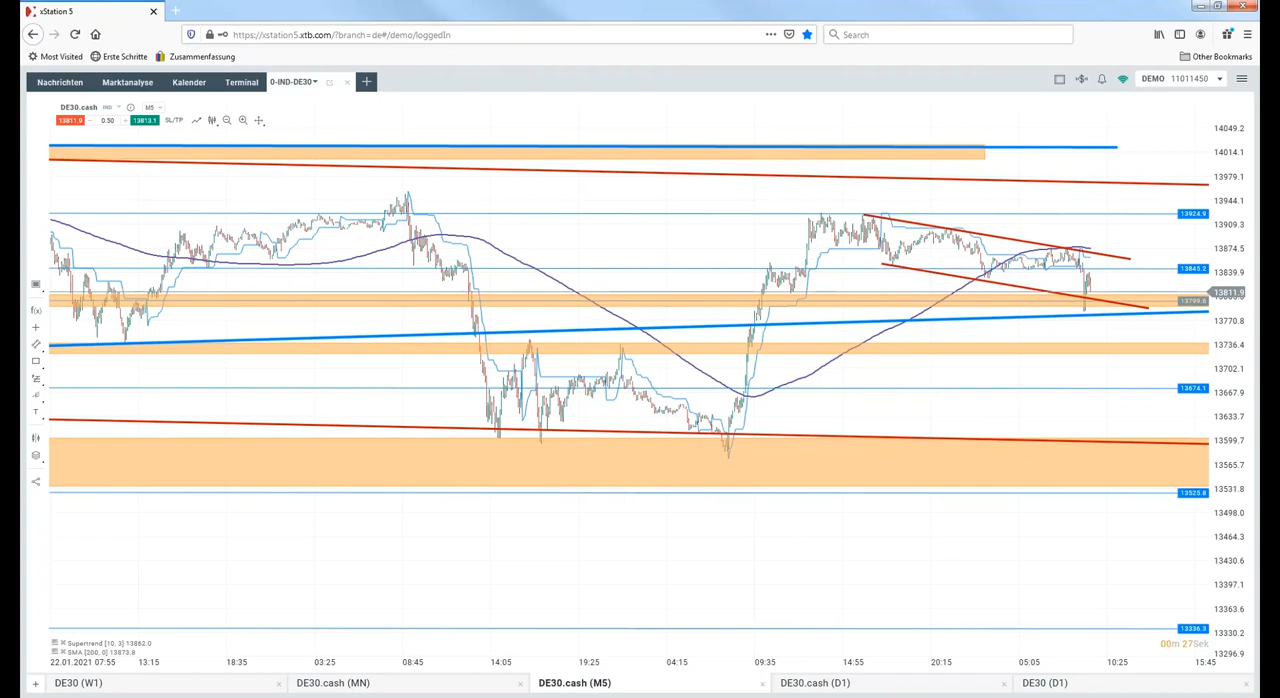 xStation 5
https://xstation5.xtb.com/?branch=de#/demo/loggedIn
Search
Most Visited Erste Schritte Zusammenfassung Other Bookmarks
Nachrichten Marktanalyse Kalender Terminal 0-IND-DE30 DEMO 11011450
DE30.cash IND M5
13811.9 0.50 13813.1 SL/TP
14049.2
14014.1
13979.1
13944.1
13924.9
13909.3
13874.5
13845.2
13839.9
13811.9
13799.6
13770.8
13736.4
13702.1
13674.1
13667.9
13633.7
13599.7
13565.7
13531.8
13525.8
13498.0
13464.3
13430.6
13397.1
13363.6
13336.3
13330.2
13296.9
f(x)
T
Supertrend [10, 3] 13862.0
SMA [200, 0] 13873.8
00m 27Sek
22.01.2021 07:55 13:15 18:35 03:25 08:45 14:05 19:25 04:15 09:35 14:55 20:15 05:05 10:25 15:45
DE30 (W1) DE30.cash (MN) DE30.cash (M5) DE30.cash (D1) DE30 (D1)